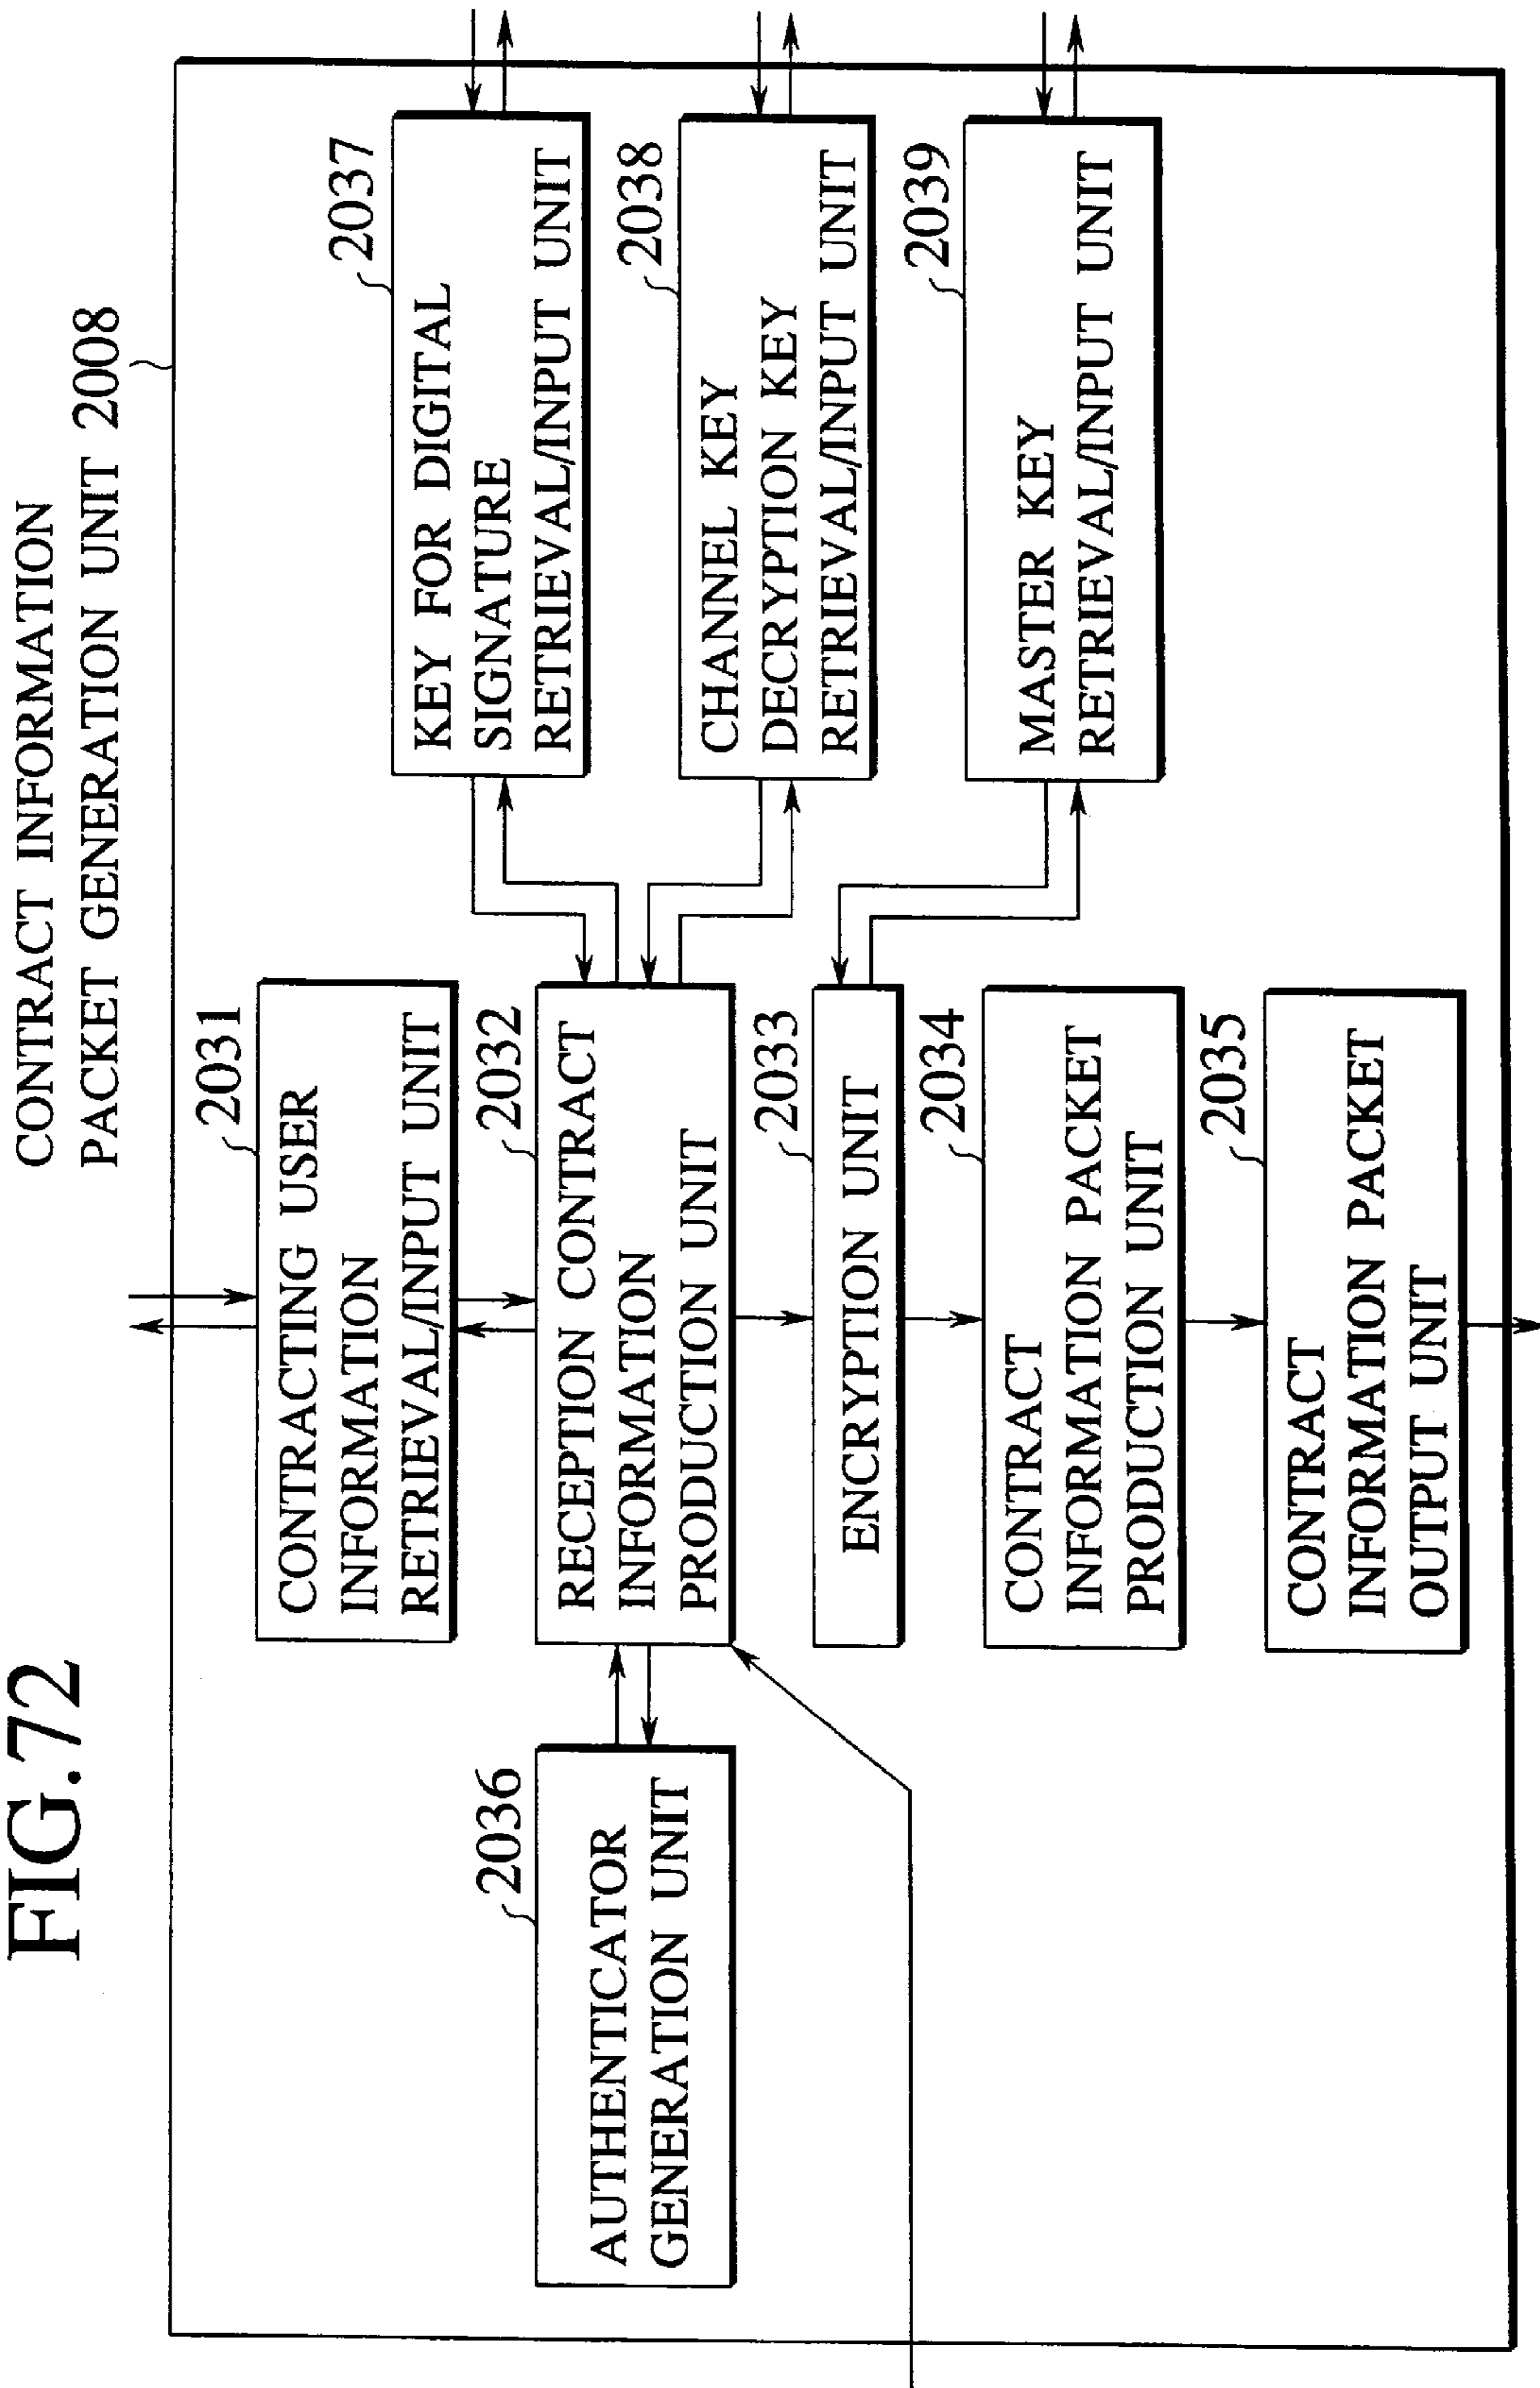 FIG.72
CONTRACT INFORMATION
PACKET GENERATION UNIT 2008
2031
CONTRACTING USER
INFORMATION
RETRIEVAL/INPUT UNIT
2032
RECEPTION CONTRACT
INFORMATION
PRODUCTION UNIT
2033
ENCRYPTION UNIT
2034
CONTRACT
INFORMATION PACKET
PRODUCTION UNIT
2035
CONTRACT
INFORMATION PACKET
OUTPUT UNIT
2036
AUTHENTICATOR
GENERATION UNIT
2037
KEY FOR DIGITAL
SIGNATURE
RETRIEVAL/INPUT UNIT
2038
CHANNEL KEY
DECRYPTION KEY
RETRIEVAL/INPUT UNIT
2039
MASTER KEY
RETRIEVAL/INPUT UNIT